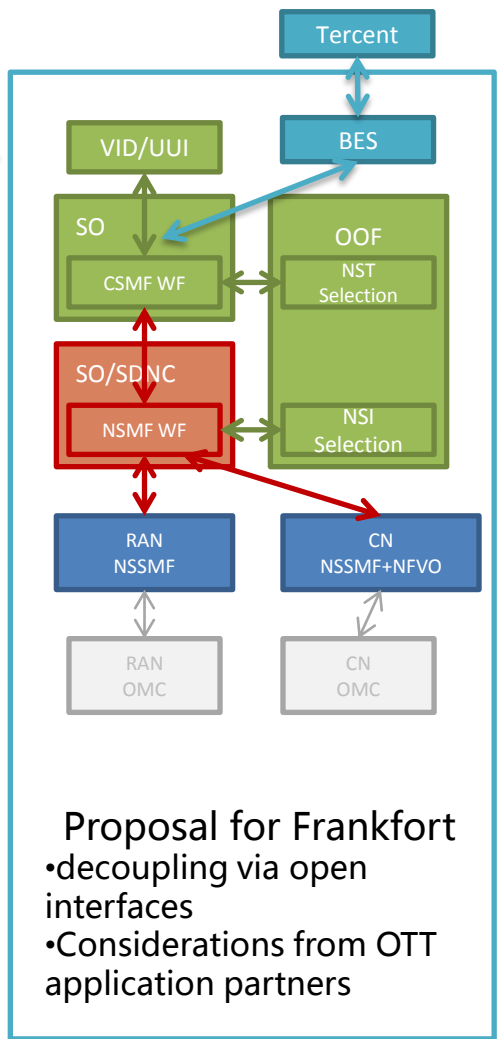 Tercent
BES
VID/UUI
SO
CSMF WF
OOF
NST
Selection
SO/SDNC
NSMF WF
NSI
Selection
RAN
NSSMF
CN
NSSMF+NFVO
RAN
OMC
CN
OMC
Proposal for Frankfort
•decoupling via open
interfaces
•Considerations from OTT
application partners